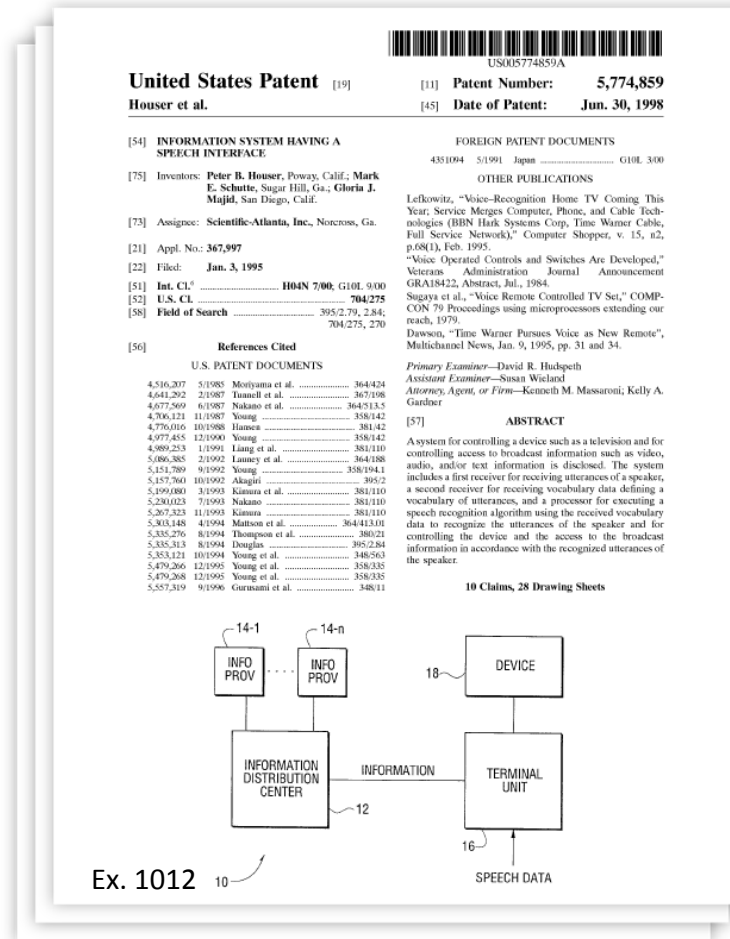 US005774859A
United States Patent [19]
Houser et al.
[11] Patent Number: 5,774,859
[45] Date of Patent: Jun. 30, 1998
[54] INFORMATION SYSTEM HAVING A
SPEECH INTERFACE
[75] Inventors: Peter B. Houser, Poway, Calif.; Mark
E. Schutte, Sugar Hill, Ga.; Gloria J.
Majid, San Diego, Calif.
[73] Assignee: Scientific-Atlanta, Inc., Norcross, Ga.
[21] Appl. No.: 367,997
[22] Filed: Jan. 3, 1995
[51] Int. Cl.6 ............................ H04N 7/00; G10L 9/00
[52] U.S. Cl. .................................................. 704/275
[58] Field of Search ........................... 395/2.79, 2.84;
704/275, 270
[56] References Cited
U.S. PATENT DOCUMENTS
4,516,207 5/1985 Moriyama et al. .................. 364/424
4,641,292 2/1987 Tunnell et al. ..................... 367/198
4,677,569 6/1987 Nakano et al. .................. 364/513.5
4,706,121 11/1987 Young ............................... 358/142
4,776,016 10/1988 Hansen ............................... 381/42
4,977,455 12/1990 Young ............................... 358/142
4,989,253 1/1991 Liang et al. ........................ 381/110
5,086,385 2/1992 Launey et al. ..................... 364/188
5,151,789 9/1992 Young ............................ 358/194.1
5,157,760 10/1992 Akagiri ................................ 395/2
5,199,080 3/1993 Kimura et al. ..................... 381/110
5,230,023 7/1993 Nakano ............................. 381/110
5,267,323 11/1993 Kimura ............................. 381/110
5,303,148 4/1994 Mattson et al. ................ 364/413.01
5,335,276 8/1994 Thompson et al. .................. 380/21
5,335,313 8/1994 Douglas ............................ 395/2.84
5,353,121 10/1994 Young et al. ..................... 348/563
5,479,266 12/1995 Young et al. ..................... 358/335
5,479,268 12/1995 Young et al. ..................... 358/335
5,557,319 9/1996 Gurusami et al. ................... 348/11
FOREIGN PATENT DOCUMENTS
4351094 5/1991 Japan ............................... G10L 3/00
OTHER PUBLICATIONS
Lefkowitz, "Voice-Recognition Home TV Coming This
Year; Service Merges Computer, Phone, and Cable Tech-
nologies (BBN Hark Systems Corp, Time Warner Cable,
Full Service Network)," Computer Shopper, v. 15, n2,
p.68(1), Feb. 1995.
"Voice Operated Controls and Switches Are Developed,"
Veterans Administration Journal Announcement
GRA18422, Abstract, Jul., 1984.
Sugaya et al., "Voice Remote Controlled TV Set," COMP-
CON 79 Proceedings using microprocessors extending our
reach, 1979.
Dawson, "Time Warner Pursues Voice as New Remote",
Multichannel News, Jan. 9, 1995, pp. 31 and 34.
Primary Examiner—David R. Hudspeth
Assistant Examiner—Susan Wieland
Attorney, Agent, or Firm—Kenneth M. Massaroni; Kelly A.
Gardner
[57] ABSTRACT
A system for controlling a device such as a television and for
controlling access to broadcast information such as video,
audio, and/or text information is disclosed. The system
includes a first receiver for receiving utterances of a speaker,
a second receiver for receiving vocabulary data defining a
vocabulary of utterances, and a processor for executing a
speech recognition algorithm using the received vocabulary
data to recognize the utterances of the speaker and for
controlling the device and the access to the broadcast
information in accordance with the recognized utterances of
the speaker.
10 Claims, 28 Drawing Sheets
14-1
14-n
INFO
PROV
INFO
PROV
18
DEVICE
INFORMATION
DISTRIBUTION
CENTER
INFORMATION
TERMINAL
UNIT
12
16
SPEECH DATA
Ex. 1012
10